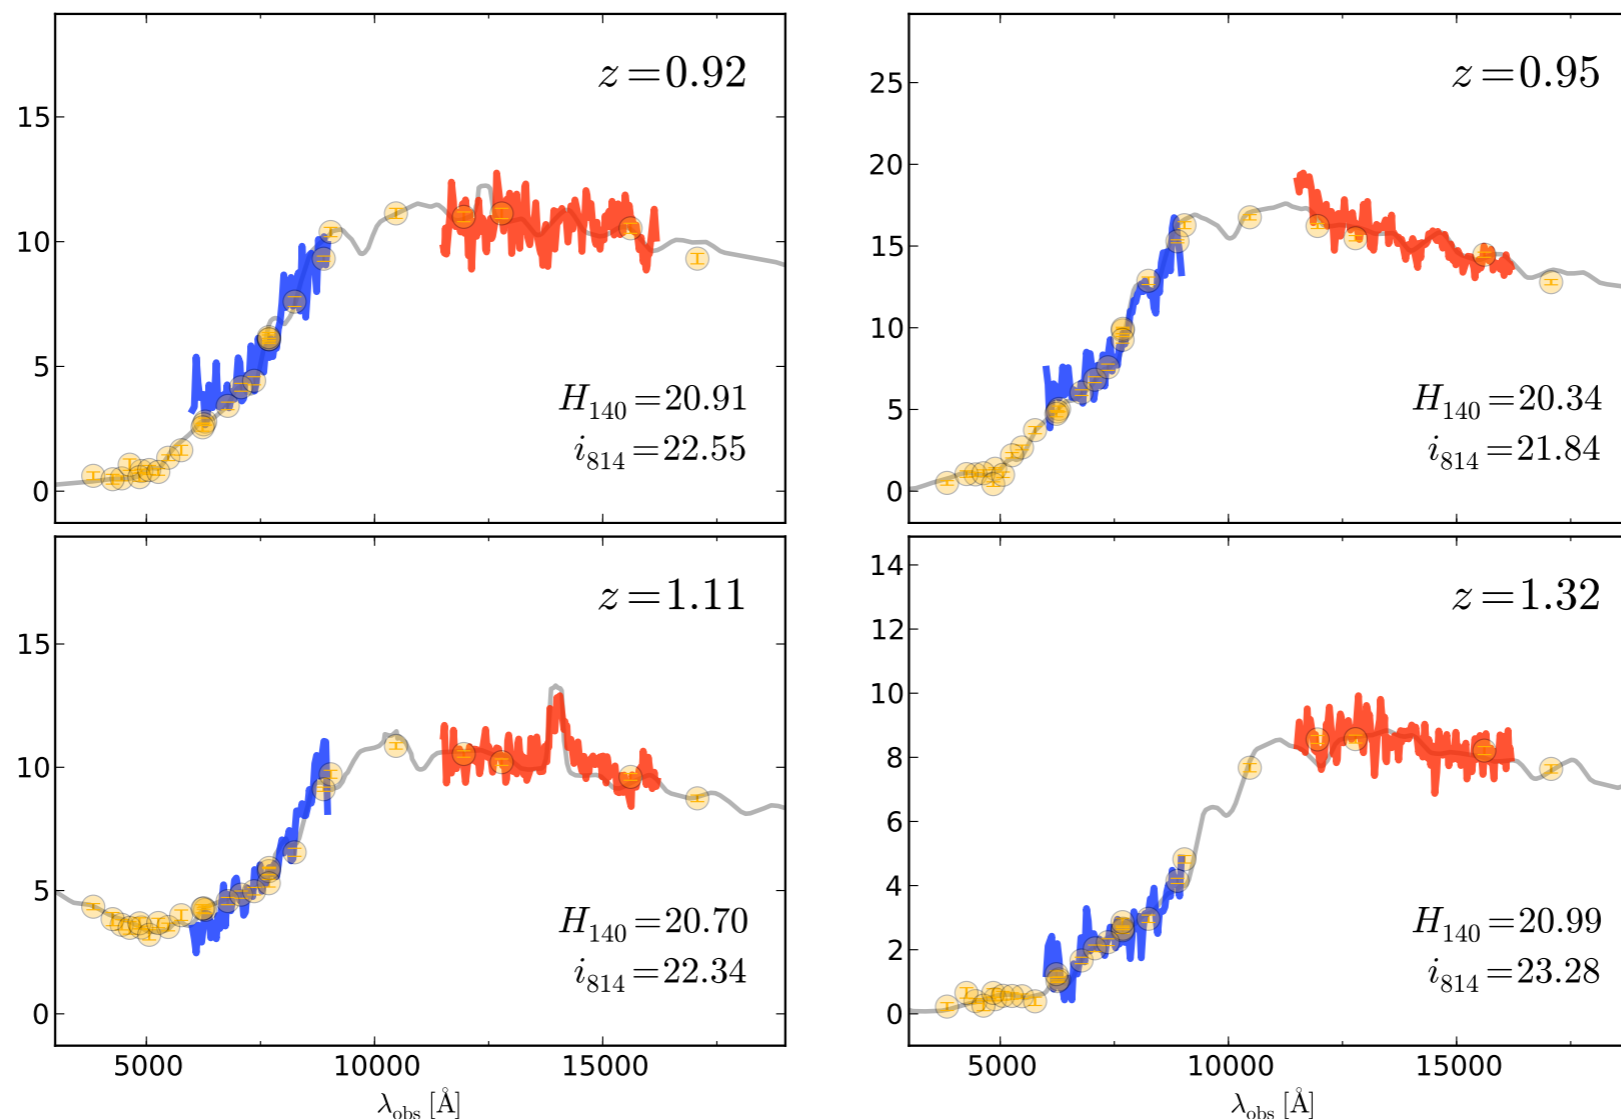 z=0.92
15
10
5
0
H140=20.91
i814=22.55
z=0.95
25
20
15
10
5
0
H140=20.34
i814=21.84
z=1.11
15
10
5
0
H140=20.70
i814=22.34
5000 10000 15000
λobs [Å]
z=1.32
14
12
10
8
6
4
2
0
H140=20.99
i814=23.28
5000 10000 15000
λobs [Å]